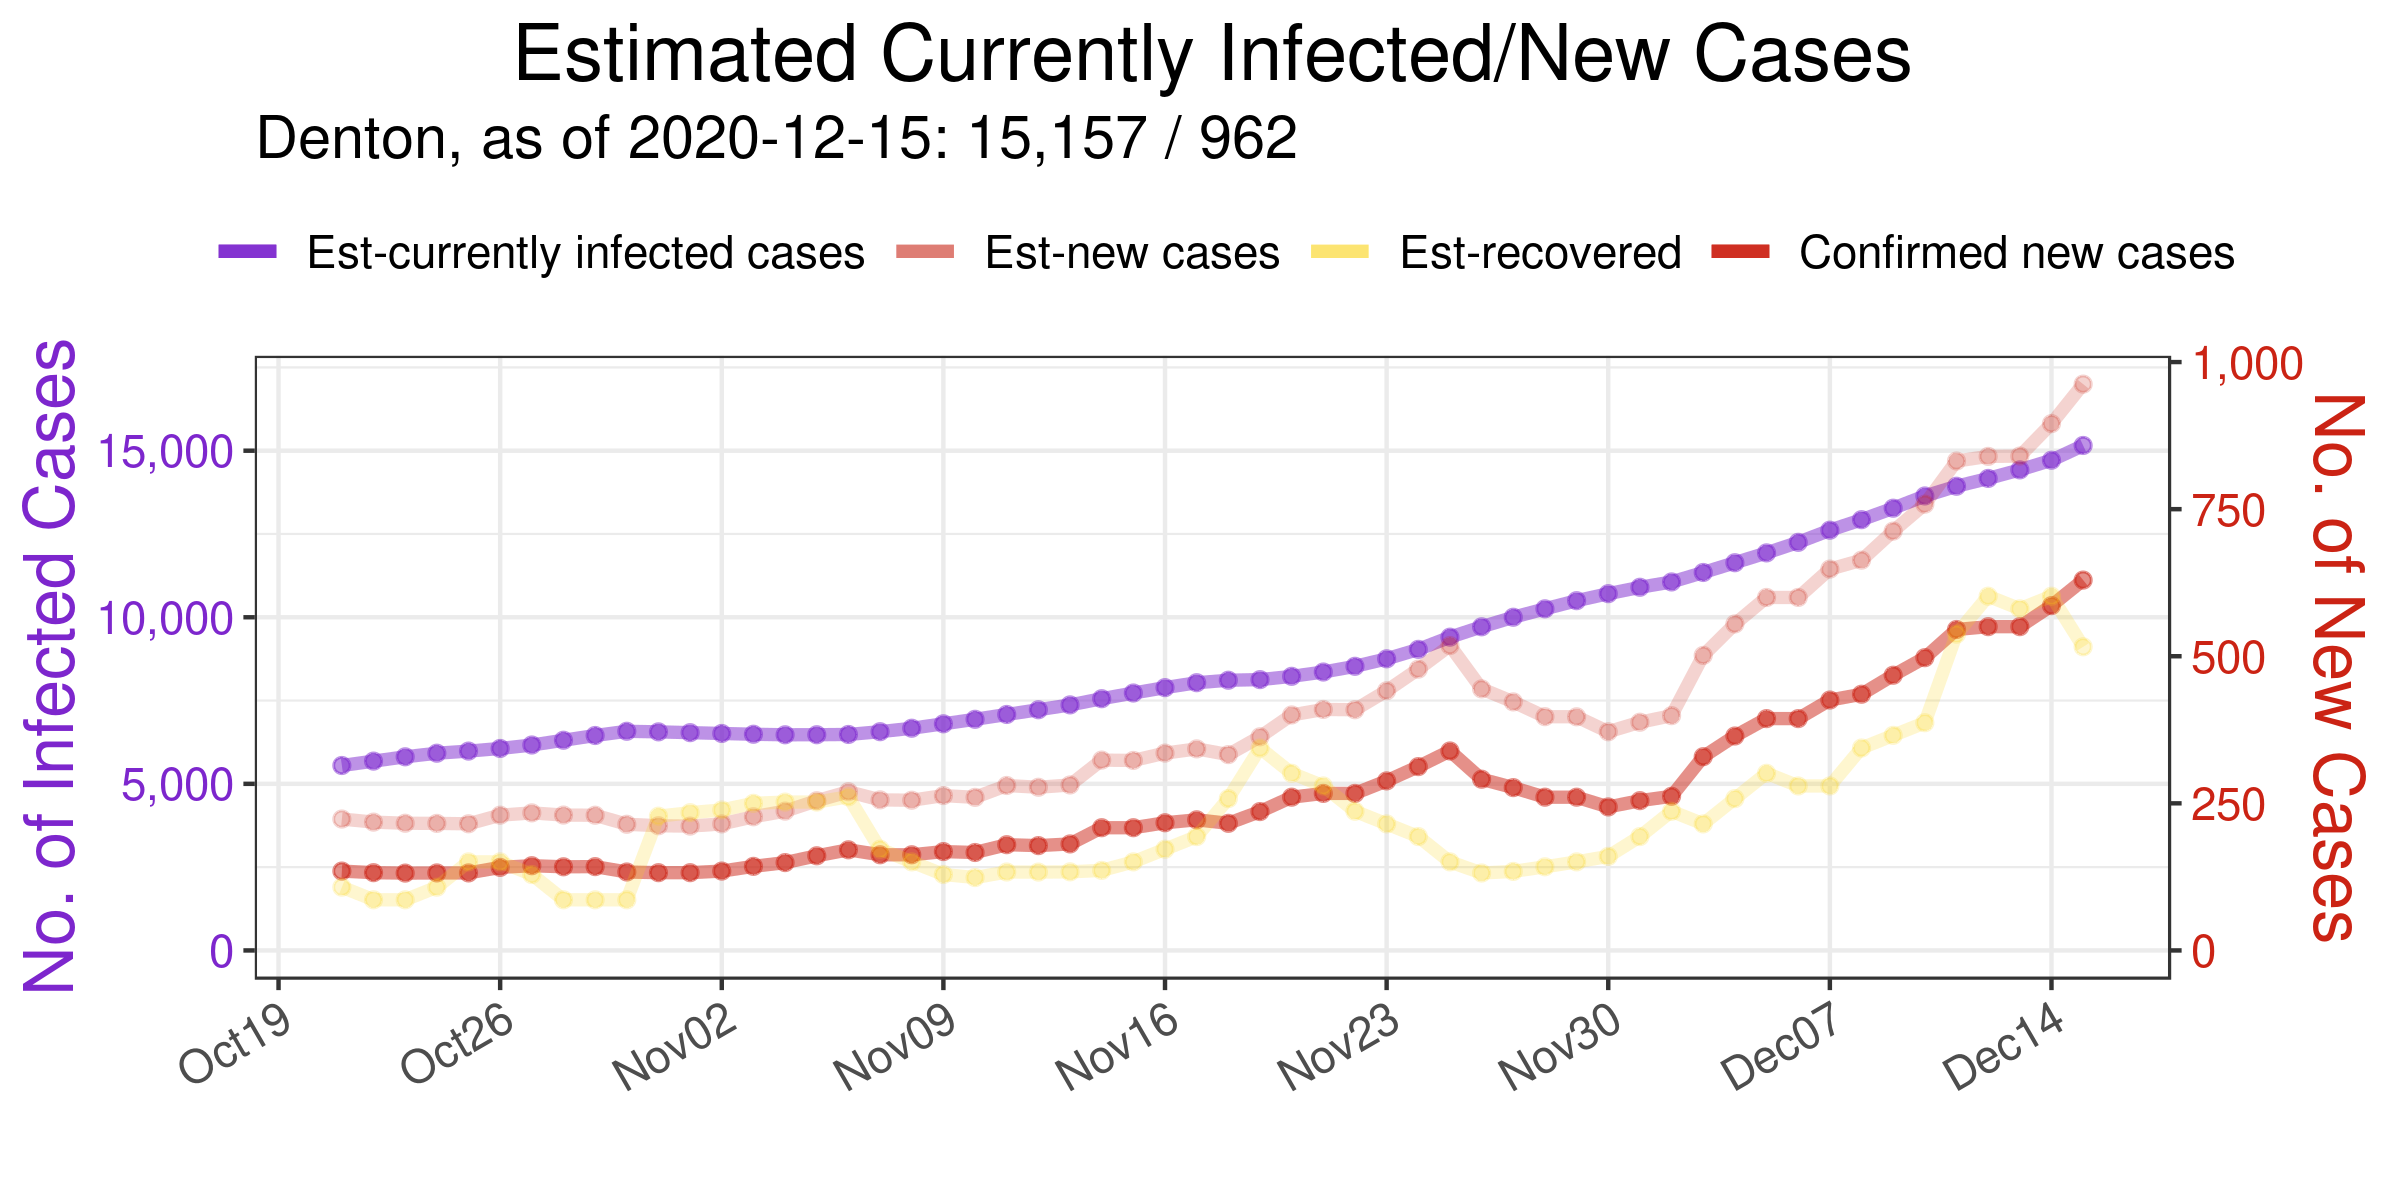 Estimated Currently Infected/New Cases
Denton, as of 2020-12-15: 15,157 / 962
Est-currently infected cases Est-new cases Est-recovered Confirmed new cases
No. of Infected Cases
15,000
10,000
5,000
0
1,000
750
500
250
0
No. of New Cases
Oct19 Oct26 Nov02 Nov09 Nov16 Nov23 Nov30 Dec07 Dec14